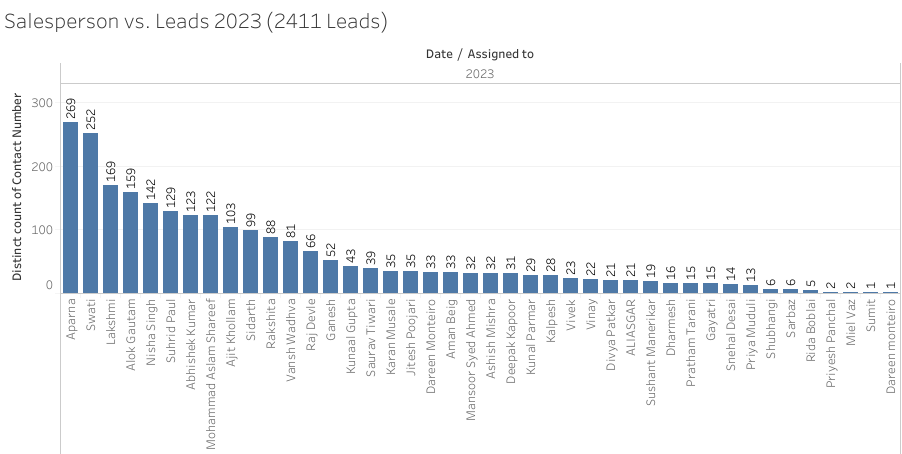 Salesperson vs. Leads 2023 (2411 Leads)
Date / Assigned to
2023
Distinct count of Contact Number
300
200
100
0
269
252
169
159
142
129
123
122
103
99
88
81
66
52
43
39
35
35
33
33
32
32
31
29
28
23
22
21
21
19
16
15
15
14
13
6
6
5
2
2
1
1
Aparna
Swati
Lakshmi
Alok Gautam
Nisha Singh
Suhrid Paul
Abhishek Kumar
Mohammad Aslam Shareef
Ajit Khollam
Sidarth
Rakshita
Vansh Wadhva
Raj Devle
Ganesh
Kunaal Gupta
Saurav Tiwari
Karan Musale
Jitesh Poojari
Dareen Monteiro
Aman Beig
Mansoor Syed Ahmed
Ashish Mishra
Deepak Kapoor
Kunal Parmar
Kalpesh
Vivek
Vinay
Divya Patkar
ALIASGAR
Sushant Manerikar
Dharmesh
Pratham Tarani
Gayatri
Snehal Desai
Priya Muduli
Shubhangi
Sarbaz
Rida Boblai
Priyesh Panchal
Miel Vaz
Sumit
Dareen monteiro